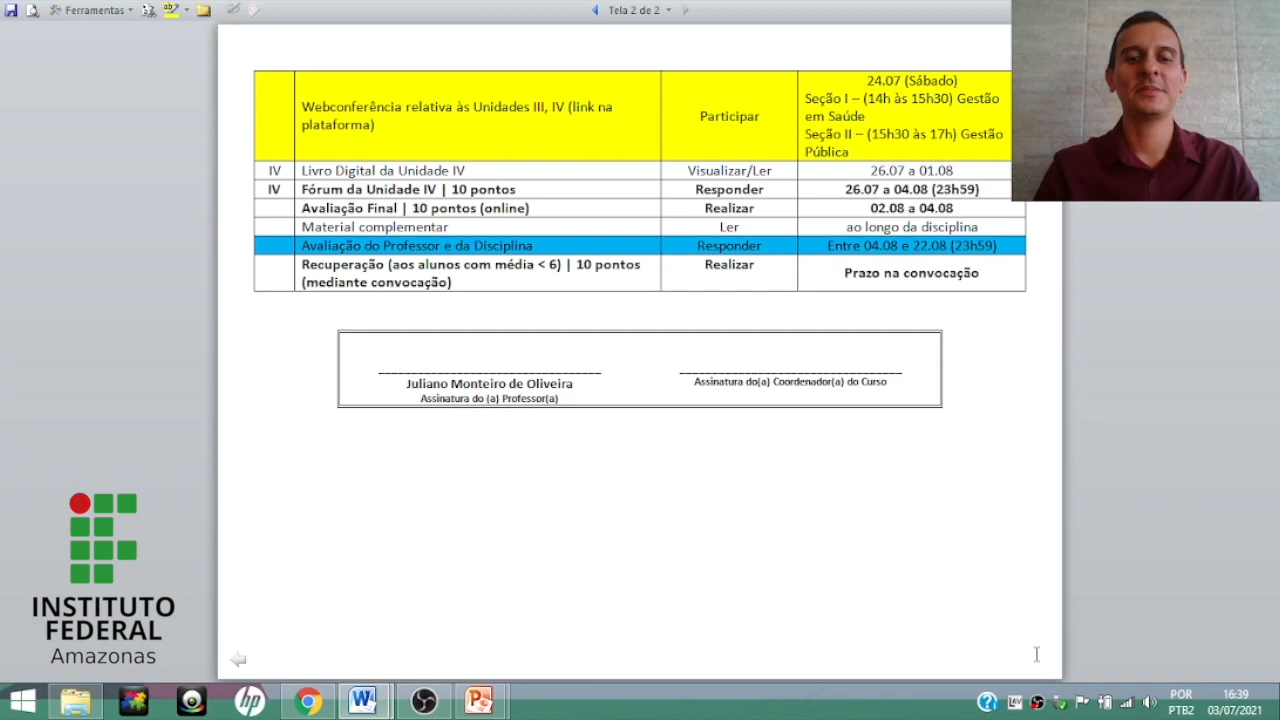 Ferramentas
Tela 2 de 2
Webconferência relativa às Unidades III, IV (link na
plataforma)
Participar
24.07 (Sábado)
Seção I – (14h às 15h30) Gestão
em Saúde
Seção II – (15h30 às 17h) Gestão
Pública
IV Livro Digital da Unidade IV Visualizar/Ler 26.07 a 01.08
IV Fórum da Unidade IV | 10 pontos Responder 26.07 a 04.08 (23h59)
Avaliação Final | 10 pontos (online) Realizar 02.08 a 04.08
Material complementar Ler ao longo da disciplina
Avaliação do Professor e da Disciplina Responder Entre 04.08 e 22.08 (23h59)
Recuperação (aos alunos com média < 6) | 10 pontos
(mediante convocação)
Realizar
Prazo na convocação
Juliano Monteiro de Oliveira
Assinatura do (a) Professor(a)
Assinatura do(a) Coordenador(a) do Curso
INSTITUTO
FEDERAL
Amazonas
hp
POR
PTB2
16:39
03/07/2021